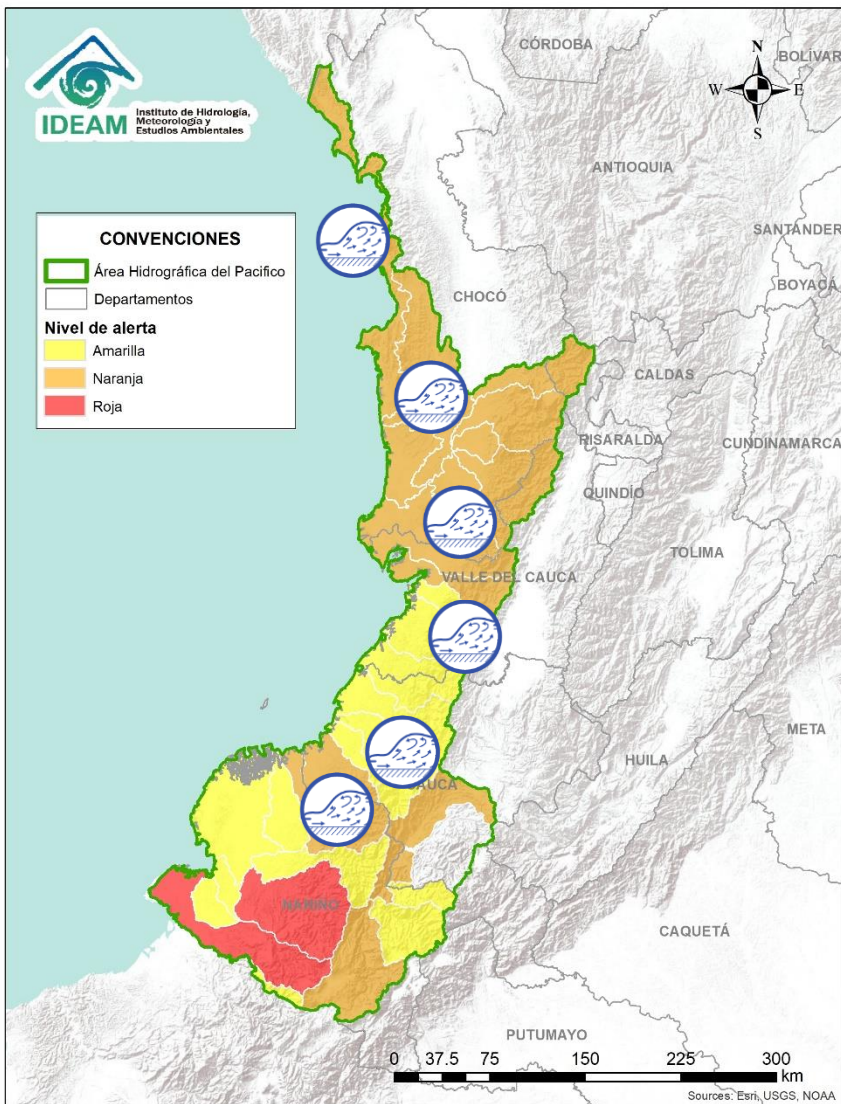 IDEAM
Instituto de Hidrología,
Meteorología y
Estudios Ambientales
CÓRDOBA
BOLÍVAR
N
W
E
S
ANTIOQUIA
SANTANDER
BOYACÁ
CONVENCIONES
Área Hidrográfica del Pacifico
Departamentos
Nivel de alerta
Amarilla
Naranja
Roja
CHOCÓ
CALDAS
RISARALDA
CUNDINAMARCA
QUINDÍO
TOLIMA
VALLE DEL CAUCA
META
HUILA
CAUCA
NARIÑO
CAQUETÁ
PUTUMAYO
0 37.5 75 150 225 300
km
Sources: Esri, USGS, NOAA